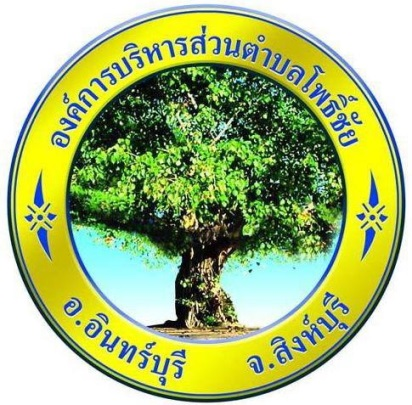 องค์การบริหารส่วนตำบลโพธิ์ชัย
อ.อินทร์บุรี จ.สิงห์บุรี